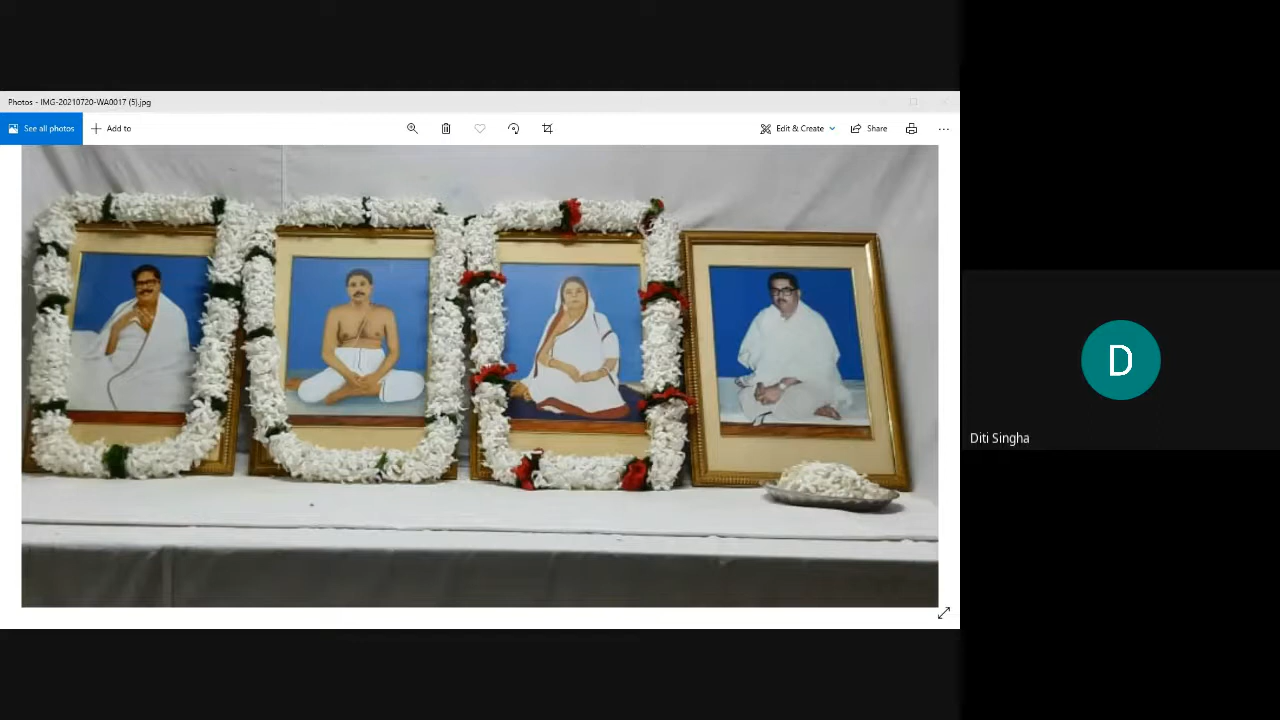 Photos - IMG-20210720-WA0017 (5).jpg
See all photos
Add to
Edit & Create
Share
D
Diti Singha